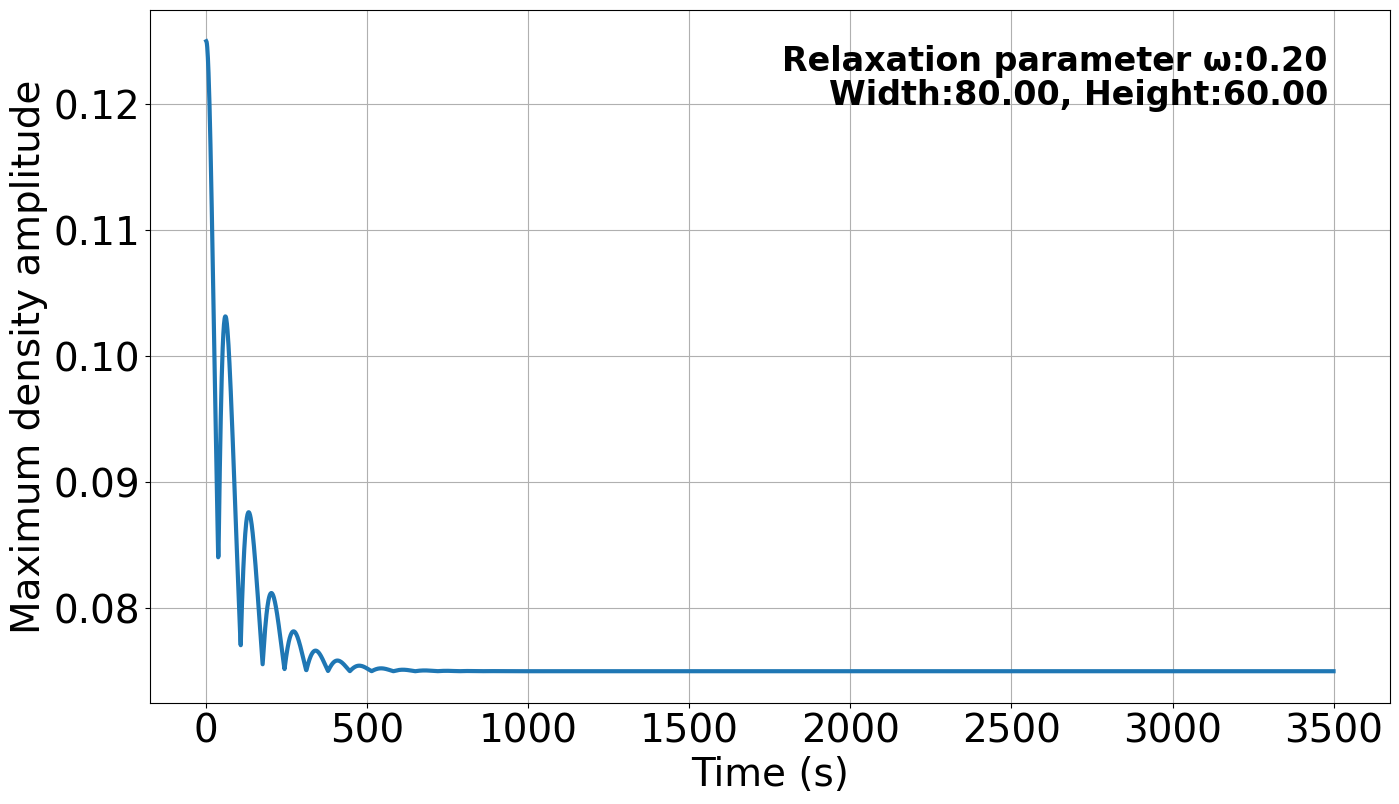 Relaxation parameter ω:0.20
Width:80.00, Height:60.00
Maximum density amplitude
0.12
0.11
0.10
0.09
0.08
0 500 1000 1500 2000 2500 3000 3500
Time (s)